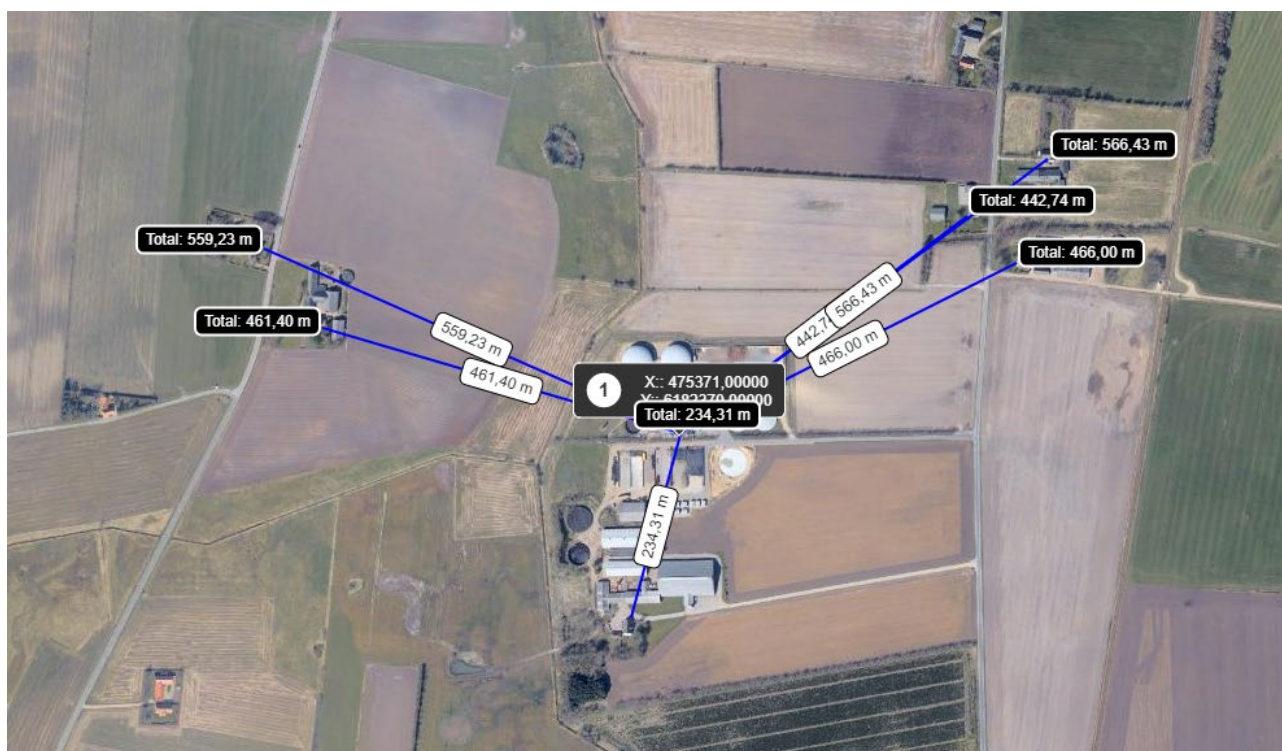 Total: 566,43 m
Total: 442,74 m
Total: 559,23 m
Total: 466,00 m
566,43 m
Total: 461,40 m
559,23 m
466,00 m
461,40 m
1
X:: 475371,00000
Total: 234,31 m
234,31 m